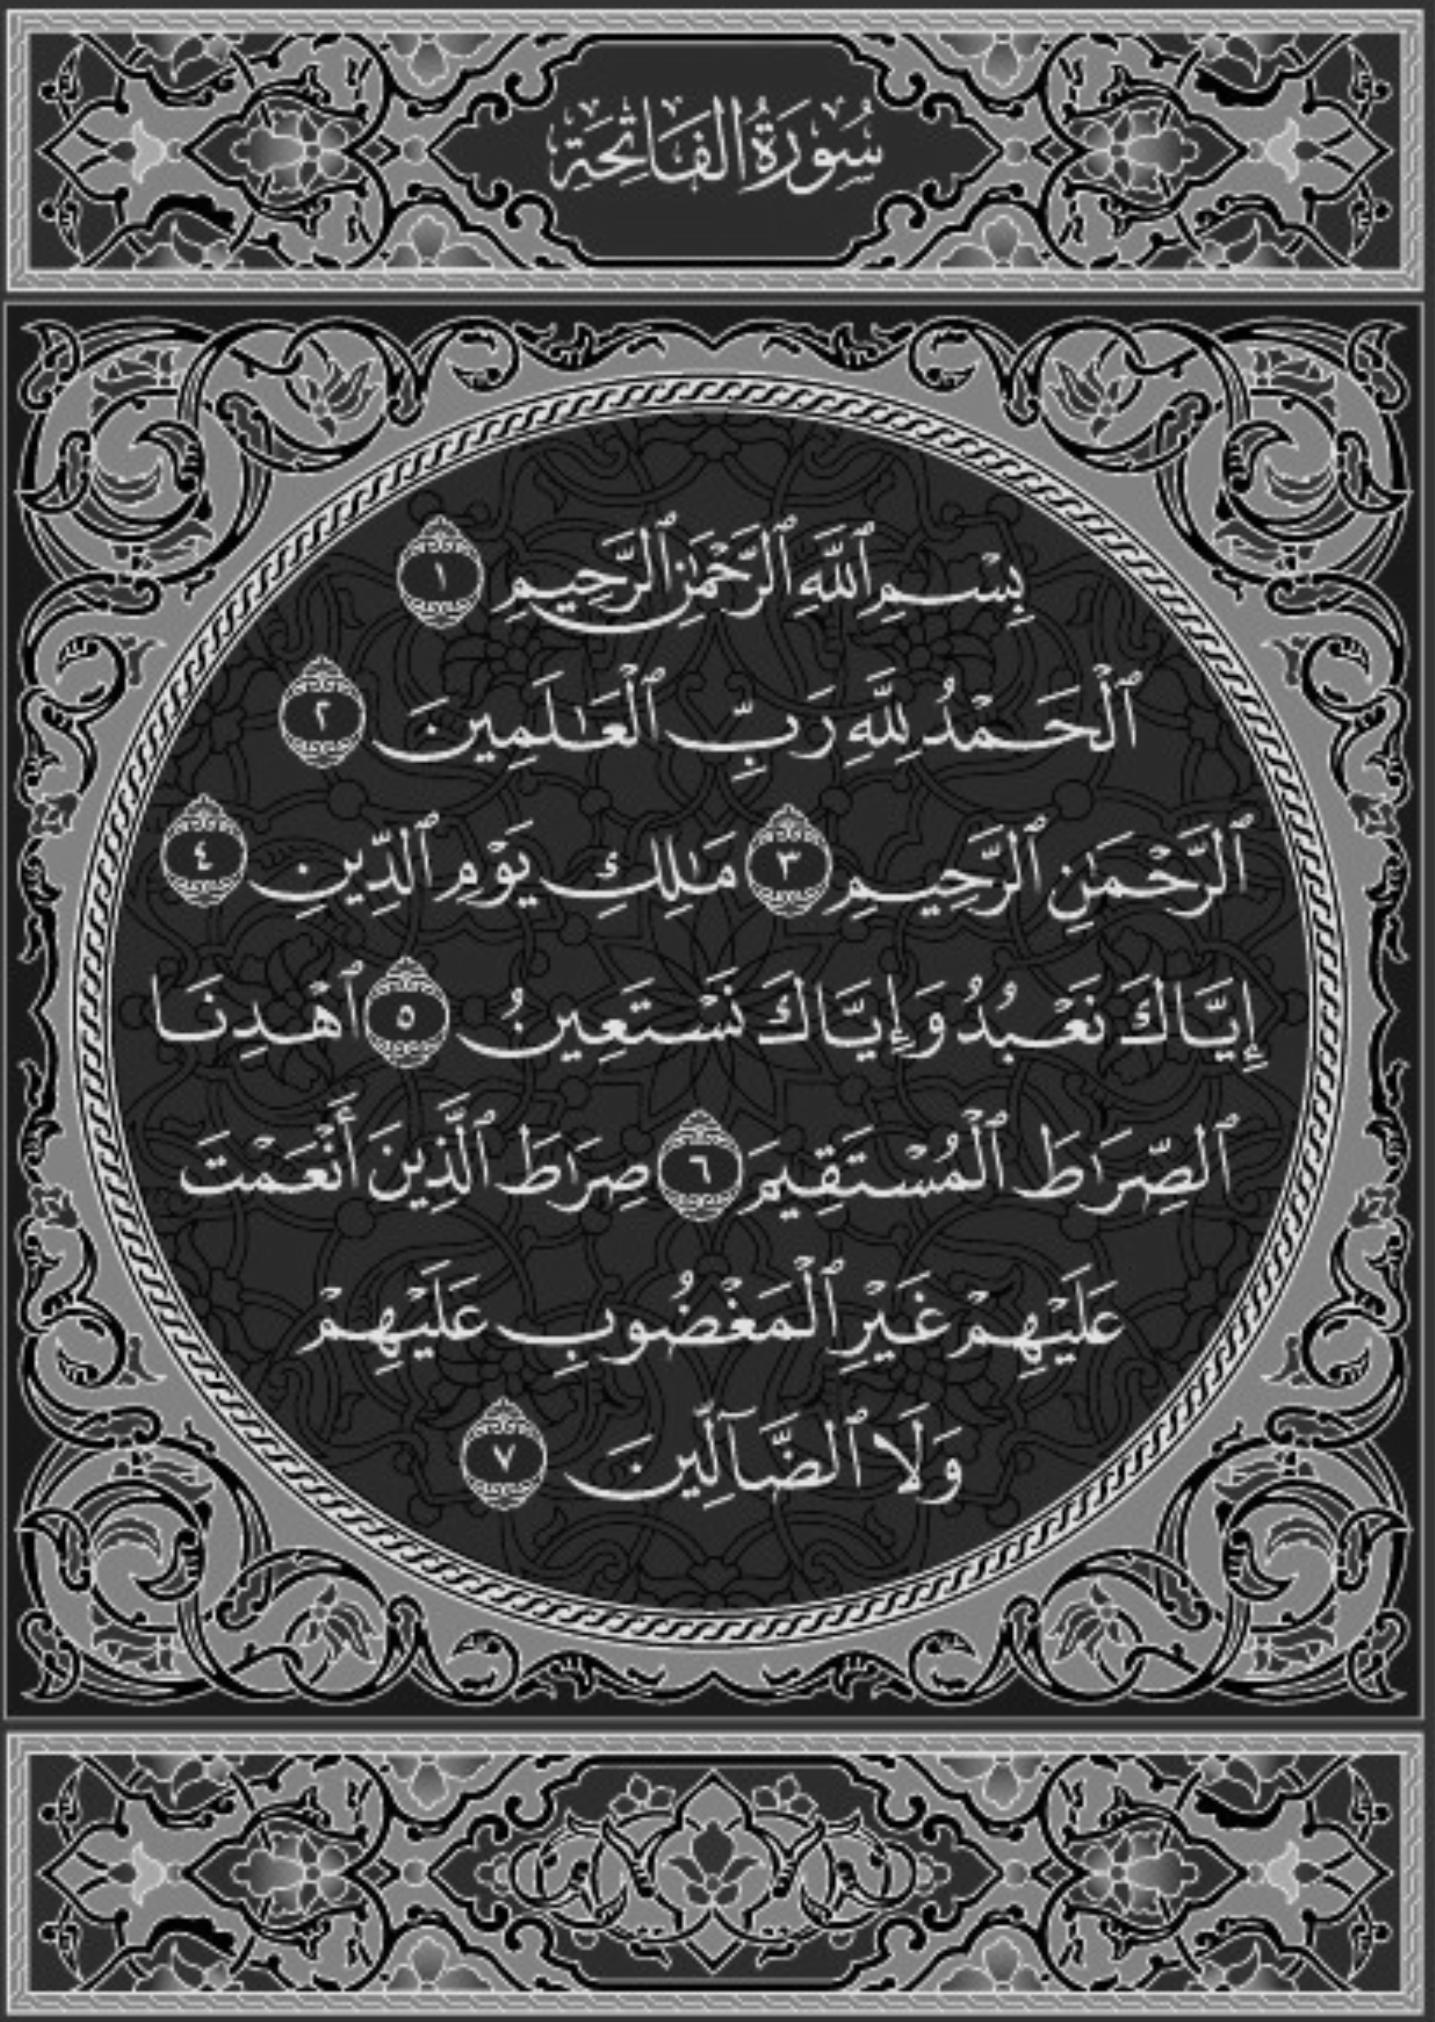 سُورَةُ الفَاتِحَةِ
بِسْمِ ٱللَّهِ ٱلرَّحْمَٰنِ ٱلرَّحِيمِ ١
ٱلْحَمْدُ لِلَّهِ رَبِّ ٱلْعَٰلَمِينَ ٢
ٱلرَّحْمَٰنِ ٱلرَّحِيمِ ٣ مَٰلِكِ يَوْمِ ٱلدِّينِ ٤
إِيَّاكَ نَعْبُدُ وَإِيَّاكَ نَسْتَعِينُ ٥ ٱهْدِنَا
ٱلصِّرَٰطَ ٱلْمُسْتَقِيمَ ٦ صِرَٰطَ ٱلَّذِينَ أَنْعَمْتَ
عَلَيْهِمْ غَيْرِ ٱلْمَغْضُوبِ عَلَيْهِمْ
وَلَا ٱلضَّآلِّينَ ٧